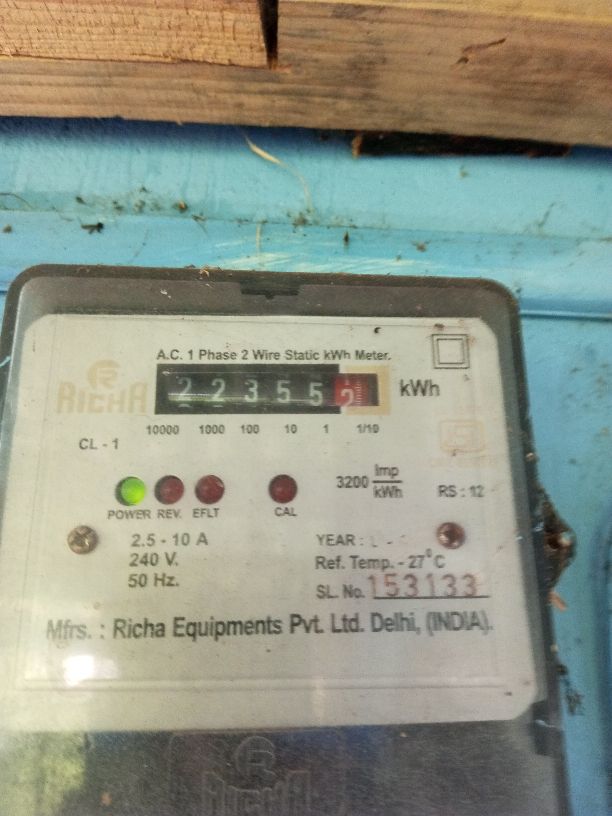 A.C. 1 Phase 2 Wire Static kWh Meter.
RICHA
223552 kWh
10000 1000 100 10 1 1/10
CL - 1
3200 Imp/kWh
RS : 12
POWER REV. EFLT CAL
2.5 - 10 A
240 V.
50 Hz.
YEAR :
Ref. Temp. - 27°C
SL. No. 153133
Mfrs. : Richa Equipments Pvt. Ltd. Delhi, (INDIA).
RICHA